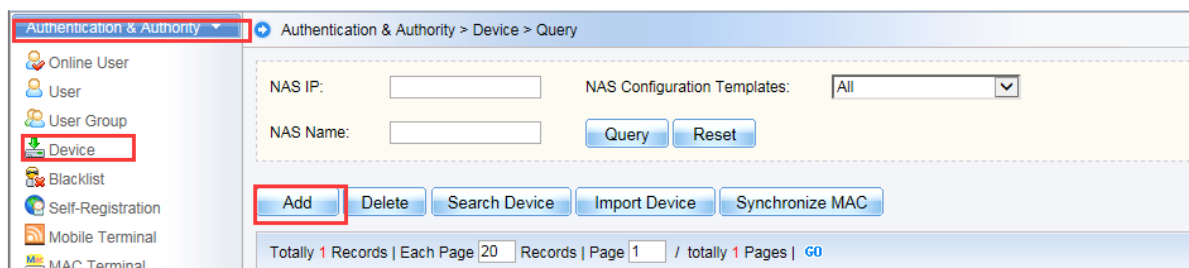 Authentication & Authority
Authentication & Authority > Device > Query
Online User
User
User Group
Device
Blacklist
Self-Registration
Mobile Terminal
MAC Terminal
NAS IP:
NAS Configuration Templates: All
NAS Name:
Query Reset
Add Delete Search Device Import Device Synchronize MAC
Totally 1 Records | Each Page 20 Records | Page 1 / totally 1 Pages | GO